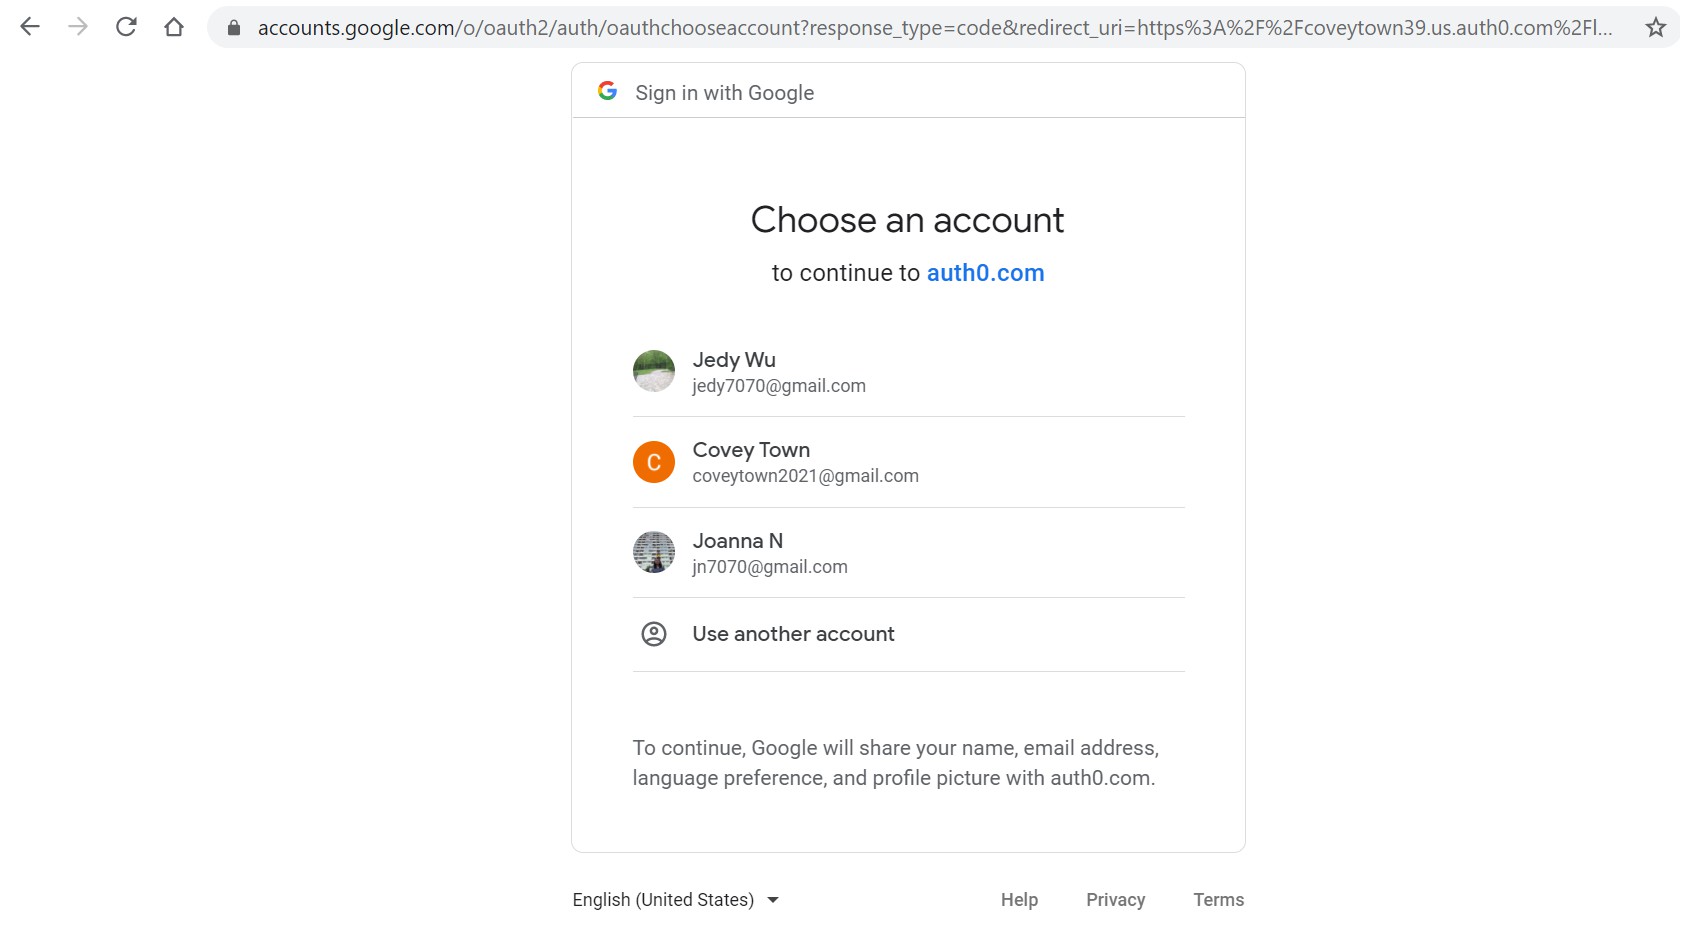 accounts.google.com/o/oauth2/auth/oauthchooseaccount?response_type=code&redirect_uri=https%3A%2F%2Fcoveytown39.us.auth0.com%2Fl...
Sign in with Google
Choose an account
to continue to auth0.com
Jedy Wu
jedy7070@gmail.com
C
Covey Town
coveytown2021@gmail.com
Joanna N
jn7070@gmail.com
Use another account
To continue, Google will share your name, email address,
language preference, and profile picture with auth0.com.
English (United States)
Help
Privacy
Terms